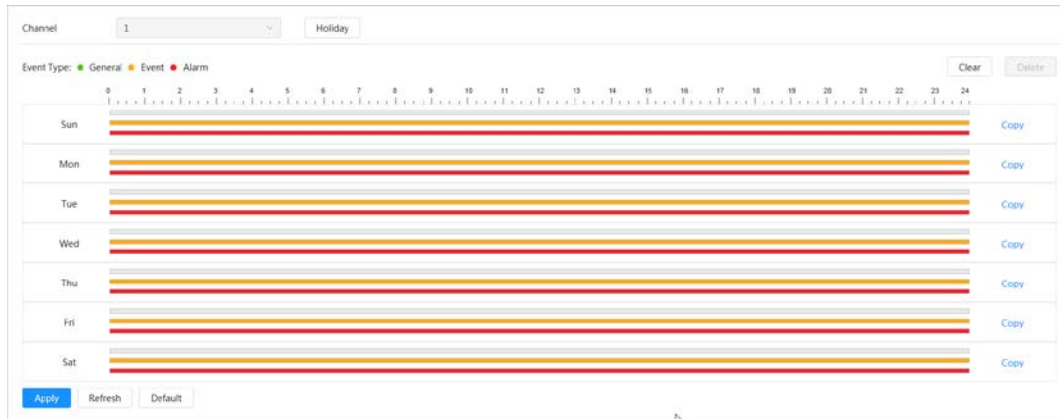 Channel 1 Holiday
Event Type: General Event Alarm Clear Delete
0 1 2 3 4 5 6 7 8 9 10 11 12 13 14 15 16 17 18 19 20 21 22 23 24
Sun Copy
Mon Copy
Tue Copy
Wed Copy
Thu Copy
Fri Copy
Sat Copy
Apply Refresh Default